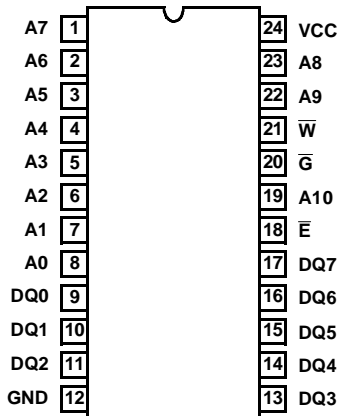 A7 1 24 VCC
A6 2 23 A8
A5 3 22 A9
A4 4 21 W̅
A3 5 20 G̅
A2 6 19 A10
A1 7 18 E̅
A0 8 17 DQ7
DQ0 9 16 DQ6
DQ1 10 15 DQ5
DQ2 11 14 DQ4
GND 12 13 DQ3